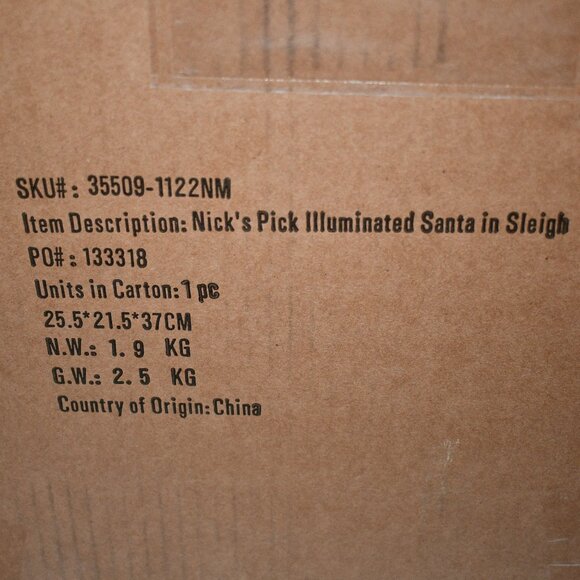 SKU#: 35509-1122NM
Item Description: Nick's Pick Illuminated Santa in Sleigh
PO#: 133318
Units in Carton: 1 pc
25.5*21.5*37CM
N.W.: 1.9 KG
G.W.: 2.5 KG
Country of Origin: China